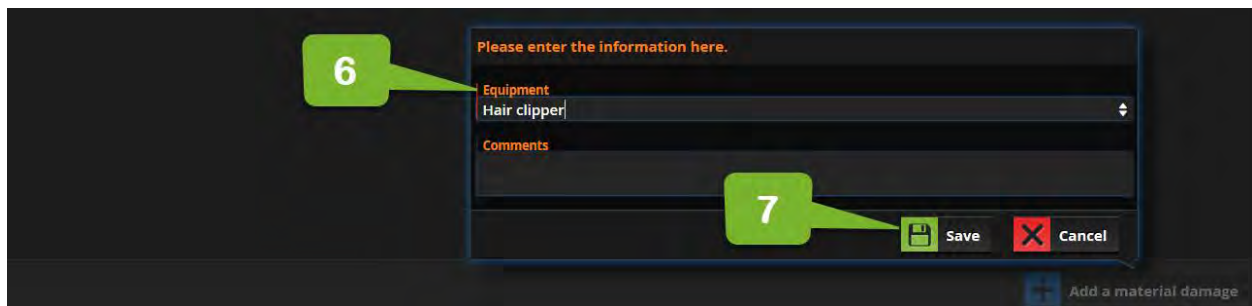 Please enter the information here.
6
Equipment
Hair clipper
Comments
7
Save Cancel
Add a material damage